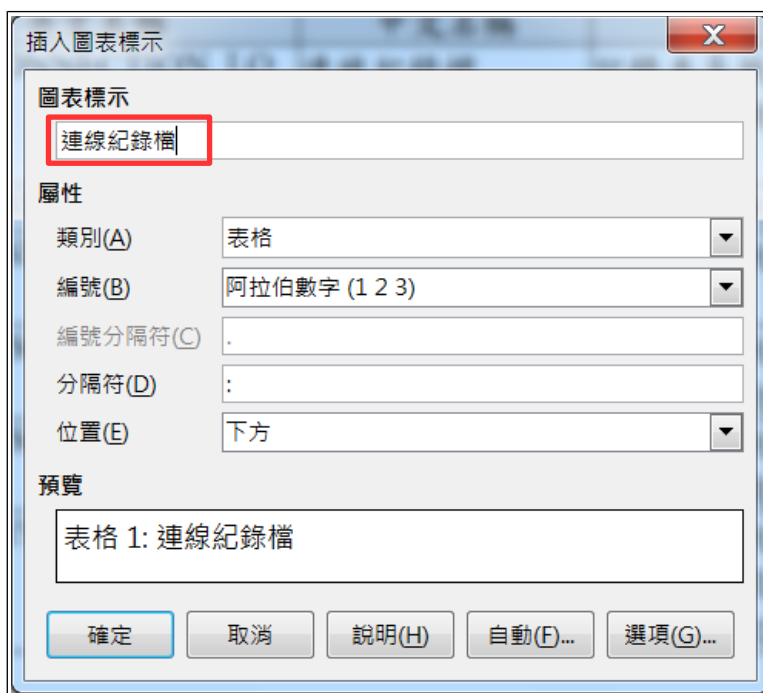 插入圖表標示
圖表標示
連線紀錄檔
屬性
類別(A) 表格
編號(B) 阿拉伯數字 (1 2 3)
編號分隔符(C) .
分隔符(D) :
位置(E) 下方
預覽
表格 1: 連線紀錄檔
確定 取消 說明(H) 自動(F)... 選項(G)...